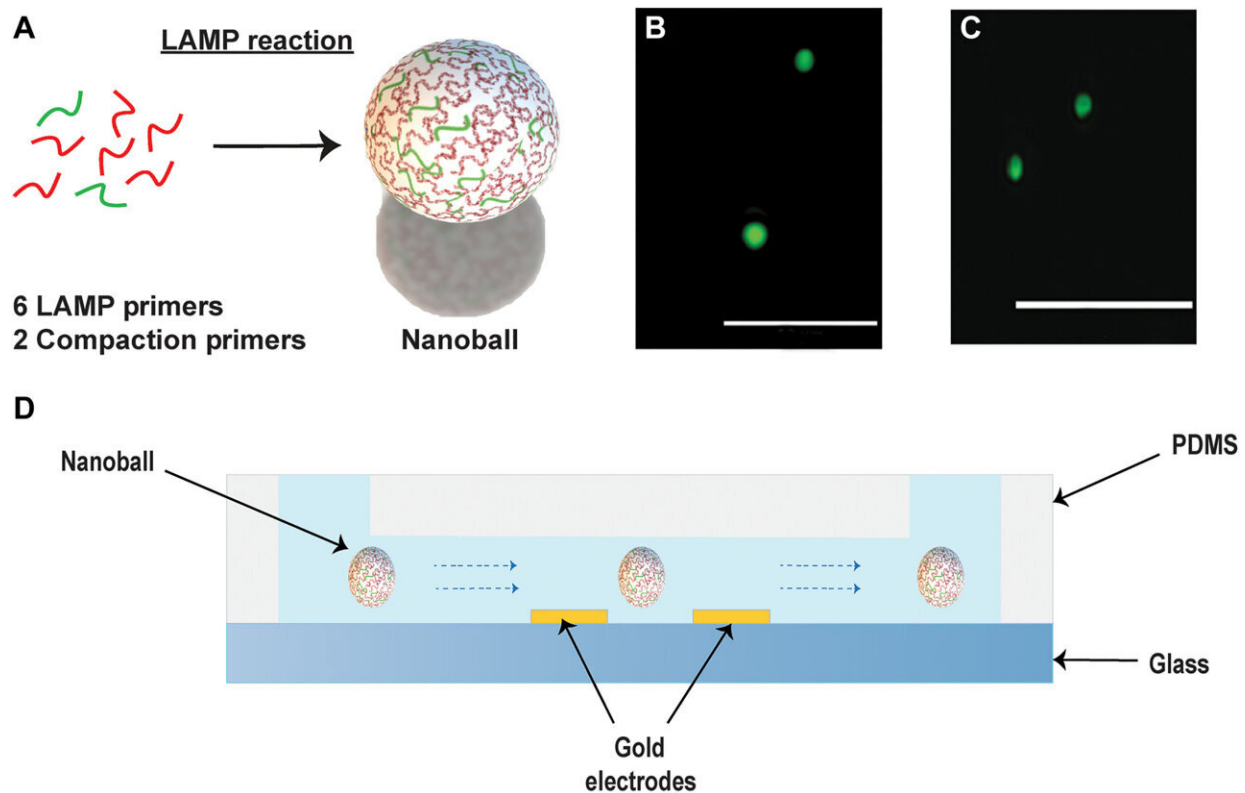 A
LAMP reaction
6 LAMP primers
2 Compaction primers
Nanoball
B
C
D
Nanoball
PDMS
Glass
Gold
electrodes